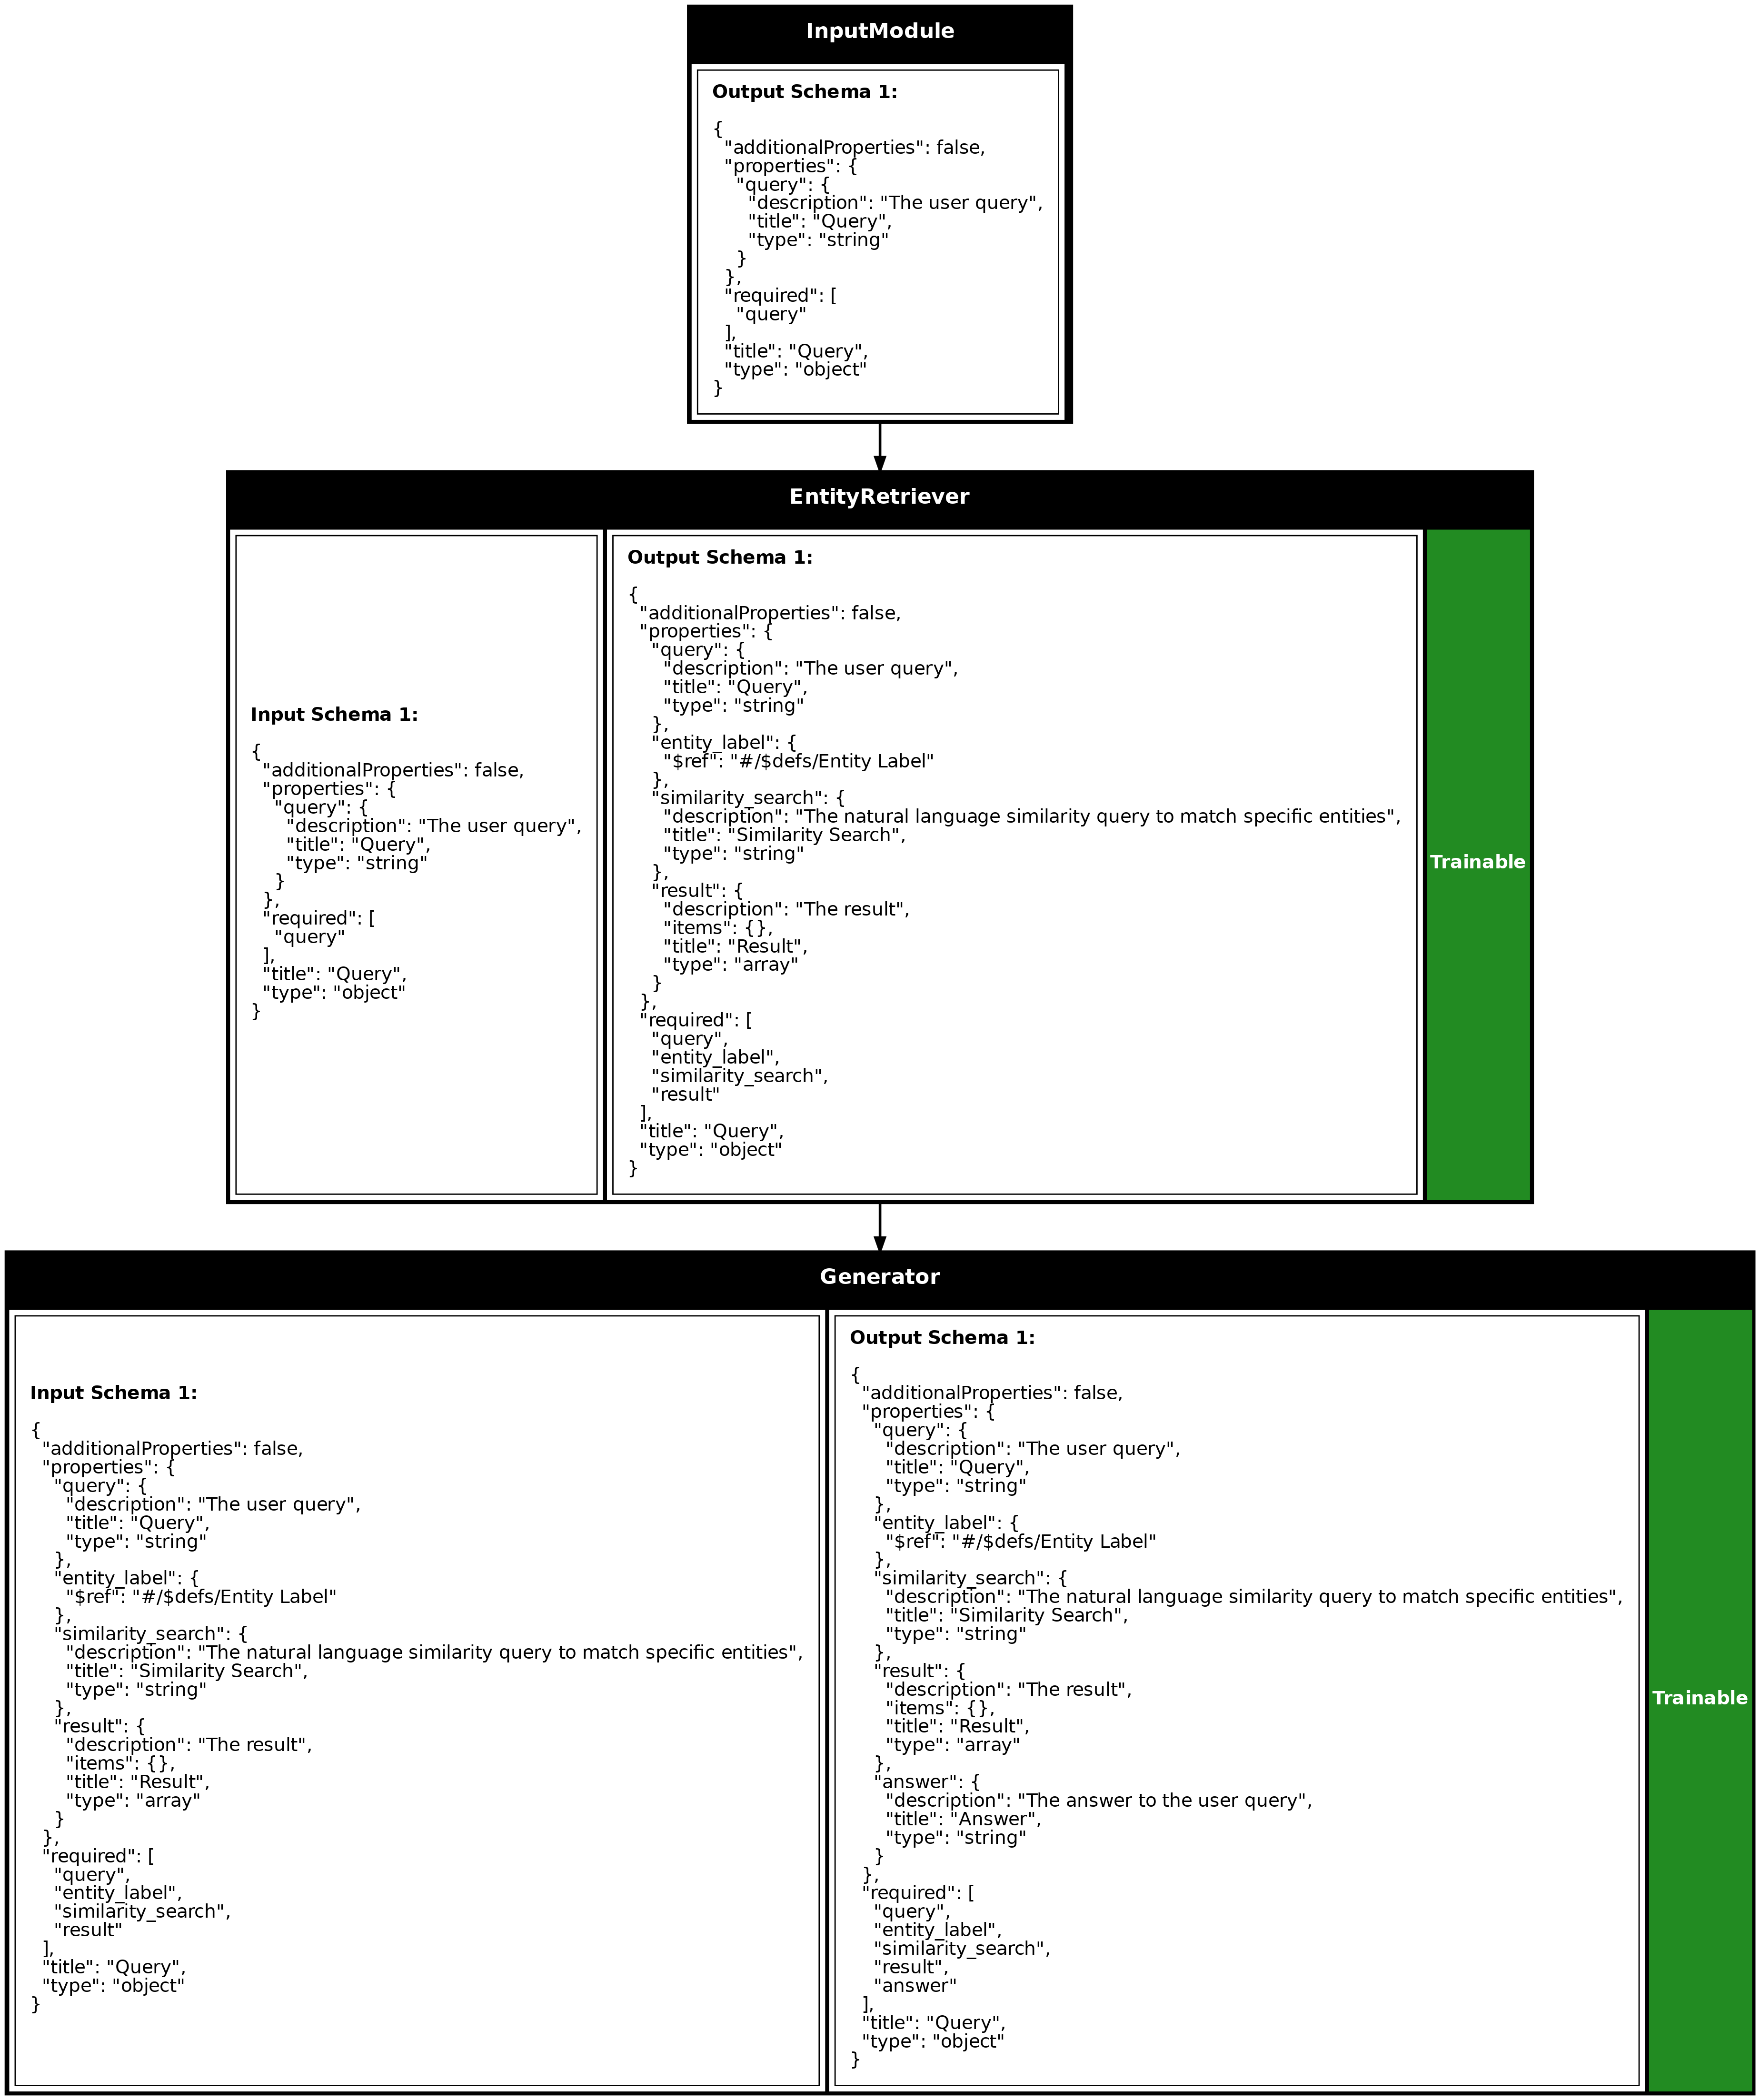 InputModule
Output Schema 1:
{
  "additionalProperties": false,
  "properties": {
    "query": {
      "description": "The user query",
      "title": "Query",
      "type": "string"
    }
  },
  "required": [
    "query"
  ],
  "title": "Query",
  "type": "object"
}
EntityRetriever
Input Schema 1:
{
  "additionalProperties": false,
  "properties": {
    "query": {
      "description": "The user query",
      "title": "Query",
      "type": "string"
    }
  },
  "required": [
    "query"
  ],
  "title": "Query",
  "type": "object"
}
Output Schema 1:
{
  "additionalProperties": false,
  "properties": {
    "query": {
      "description": "The user query",
      "title": "Query",
      "type": "string"
    },
    "entity_label": {
      "$ref": "#/$defs/Entity Label"
    },
    "similarity_search": {
      "description": "The natural language similarity query to match specific entities",
      "title": "Similarity Search",
      "type": "string"
    },
    "result": {
      "description": "The result",
      "items": {},
      "title": "Result",
      "type": "array"
    }
  },
  "required": [
    "query",
    "entity_label",
    "similarity_search",
    "result"
  ],
  "title": "Query",
  "type": "object"
}
Trainable
Generator
Input Schema 1:
{
  "additionalProperties": false,
  "properties": {
    "query": {
      "description": "The user query",
      "title": "Query",
      "type": "string"
    },
    "entity_label": {
      "$ref": "#/$defs/Entity Label"
    },
    "similarity_search": {
      "description": "The natural language similarity query to match specific entities",
      "title": "Similarity Search",
      "type": "string"
    },
    "result": {
      "description": "The result",
      "items": {},
      "title": "Result",
      "type": "array"
    }
  },
  "required": [
    "query",
    "entity_label",
    "similarity_search",
    "result"
  ],
  "title": "Query",
  "type": "object"
}
Output Schema 1:
{
  "additionalProperties": false,
  "properties": {
    "query": {
      "description": "The user query",
      "title": "Query",
      "type": "string"
    },
    "entity_label": {
      "$ref": "#/$defs/Entity Label"
    },
    "similarity_search": {
      "description": "The natural language similarity query to match specific entities",
      "title": "Similarity Search",
      "type": "string"
    },
    "result": {
      "description": "The result",
      "items": {},
      "title": "Result",
      "type": "array"
    },
    "answer": {
      "description": "The answer to the user query",
      "title": "Answer",
      "type": "string"
    }
  },
  "required": [
    "query",
    "entity_label",
    "similarity_search",
    "result",
    "answer"
  ],
  "title": "Query",
  "type": "object"
}
Trainable